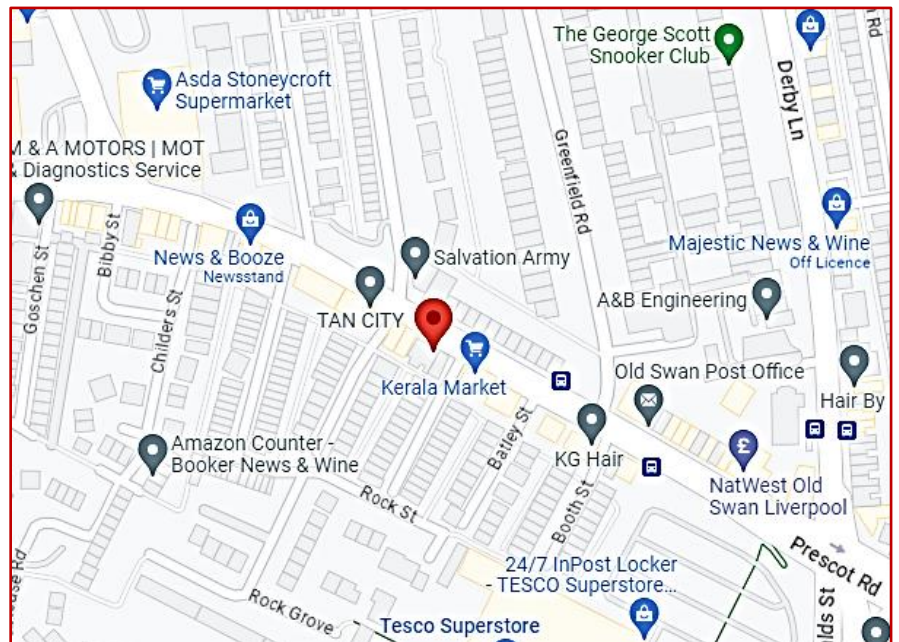 The George Scott
Snooker Club
Asda Stoneycroft
Supermarket
Derby Ln
Rd
M & A MOTORS | MOT
& Diagnostics Service
Greenfield Rd
Bibby St
News & Booze
Newsstand
Salvation Army
Majestic News & Wine
Off Licence
Goschen St
Childers St
TAN CITY
A&B Engineering
Kerala Market
Old Swan Post Office
Hair By
Batley St
KG Hair
Amazon Counter -
Booker News & Wine
Rock St
Booth St
NatWest Old
Swan Liverpool
Prescot Rd
24/7 InPost Locker
- TESCO Superstore...
Rock Grove
Tesco Superstore